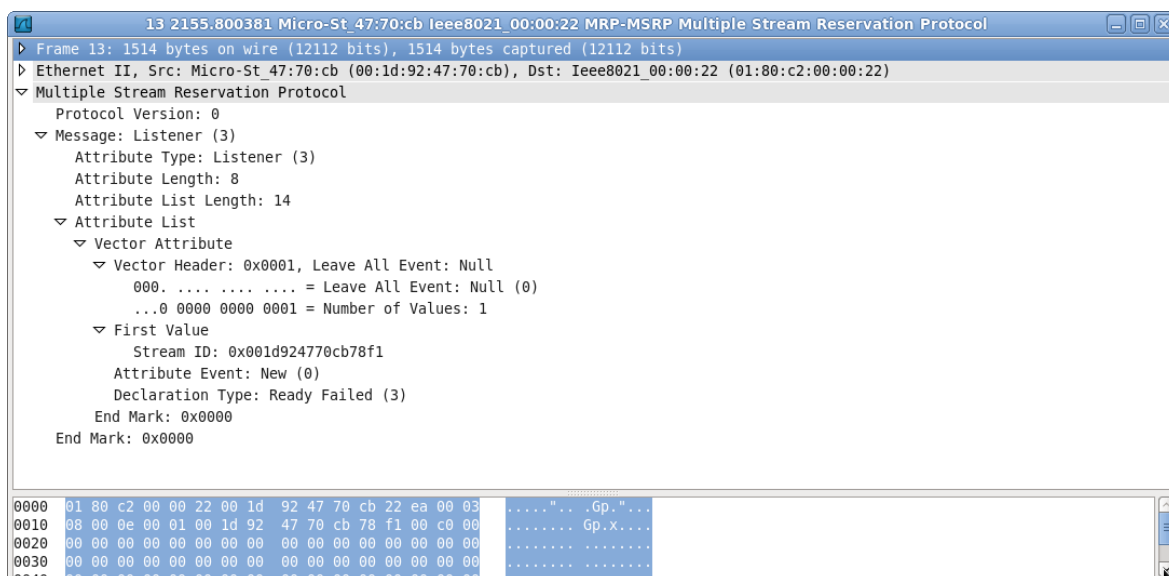 13 2155.800381 Micro-St_47:70:cb Ieee8021_00:00:22 MRP-MSRP Multiple Stream Reservation Protocol
Frame 13: 1514 bytes on wire (12112 bits), 1514 bytes captured (12112 bits)
Ethernet II, Src: Micro-St_47:70:cb (00:1d:92:47:70:cb), Dst: Ieee8021_00:00:22 (01:80:c2:00:00:22)
Multiple Stream Reservation Protocol
Protocol Version: 0
Message: Listener (3)
Attribute Type: Listener (3)
Attribute Length: 8
Attribute List Length: 14
Attribute List
Vector Attribute
Vector Header: 0x0001, Leave All Event: Null
000. .... .... .... = Leave All Event: Null (0)
...0 0000 0000 0001 = Number of Values: 1
First Value
Stream ID: 0x001d924770cb78f1
Attribute Event: New (0)
Declaration Type: Ready Failed (3)
End Mark: 0x0000
End Mark: 0x0000
0000 01 80 c2 00 00 22 00 1d 92 47 70 cb 22 ea 00 03 .....".. .Gp."...
0010 08 00 0e 00 01 00 1d 92 47 70 cb 78 f1 00 c0 00 ........ Gp.x....
0020 00 00 00 00 00 00 00 00 00 00 00 00 00 00 00 00 ........ ........
0030 00 00 00 00 00 00 00 00 00 00 00 00 00 00 00 00 ........ ........